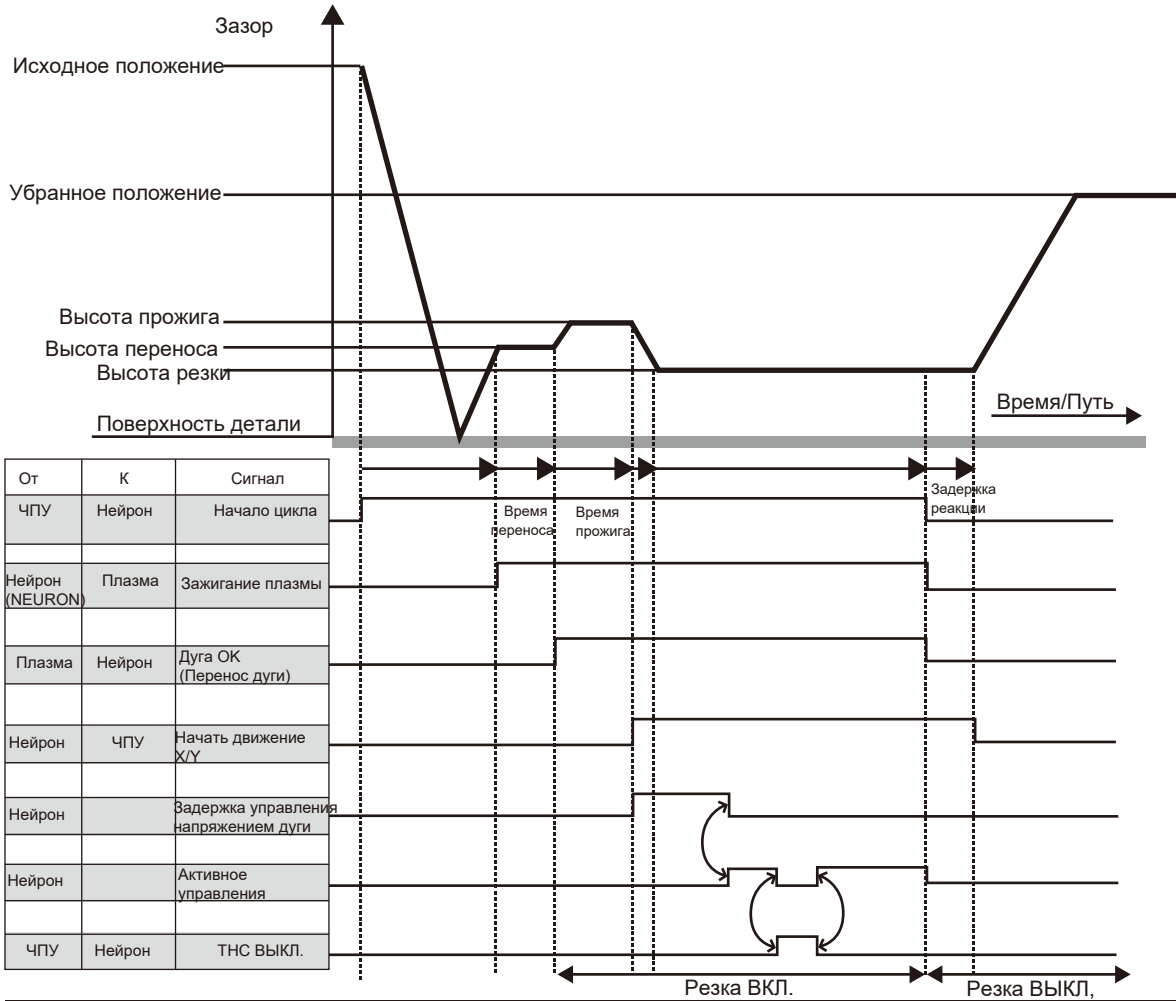 Зазор
Исходное положение
Убранное положение
Высота прожига
Высота переноса
Высота резки
Время/Путь
Поверхность детали
От К Сигнал
ЧПУ Нейрон Начало цикла
Время переноса
Время прожига
Задержка реакции
Нейрон (NEURON) Плазма Зажигание плазмы
Плазма Нейрон Дуга OK (Перенос дуги)
Нейрон ЧПУ Начать движение X/Y
Нейрон Задержка управления напряжением дуги
Нейрон Активное управления
ЧПУ Нейрон THC ВЫКЛ.
Резка ВКЛ.
Резка ВЫКЛ,